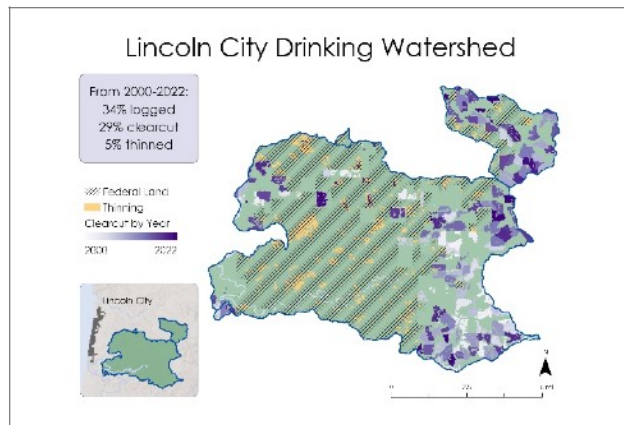 Lincoln City Drinking Watershed
From 2000-2022:
34% logged
29% clearcut
5% thinned
Federal Land
Thinning
Clearcut by Year
2000 2022
Lincoln City
N
0